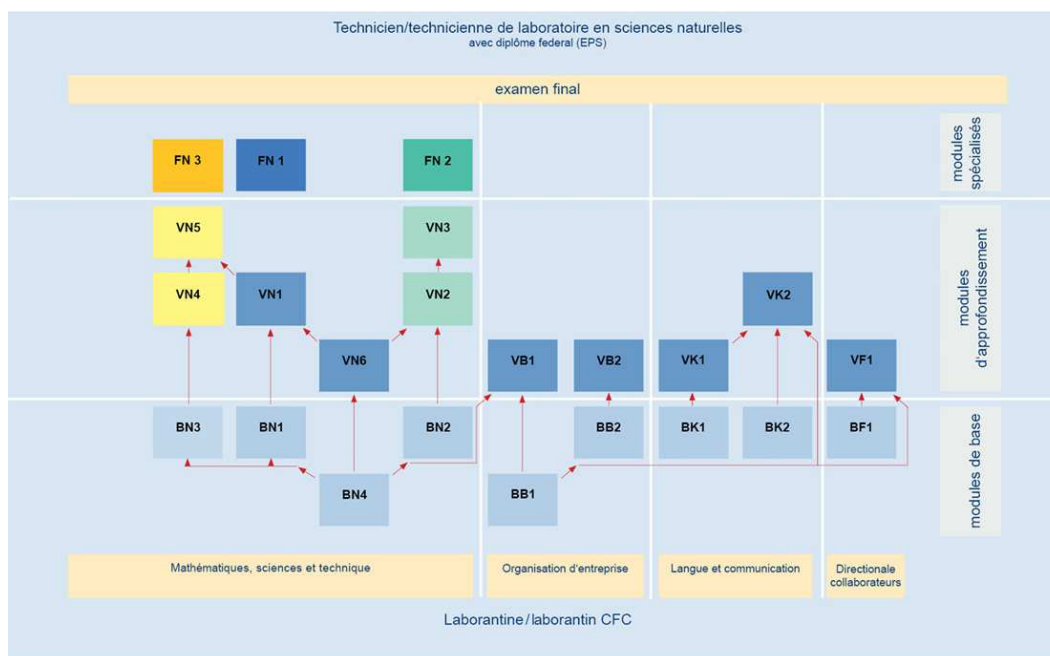 Technicien/technicienne de laboratoire en sciences naturelles
avec diplôme federal (EPS)
examen final
FN 3
FN 1
FN 2
modules
spécialisés
VN5
VN3
VN4
VN1
VN2
VK2
modules
d'approfondissement
VN6
VB1
VB2
VK1
VF1
BN3
BN1
BN2
BB2
BK1
BK2
BF1
modules de base
BN4
BB1
Mathématiques, sciences et technique
Organisation d'entreprise
Langue et communication
Directionale
collaborateurs
Laborantine/laborantin CFC